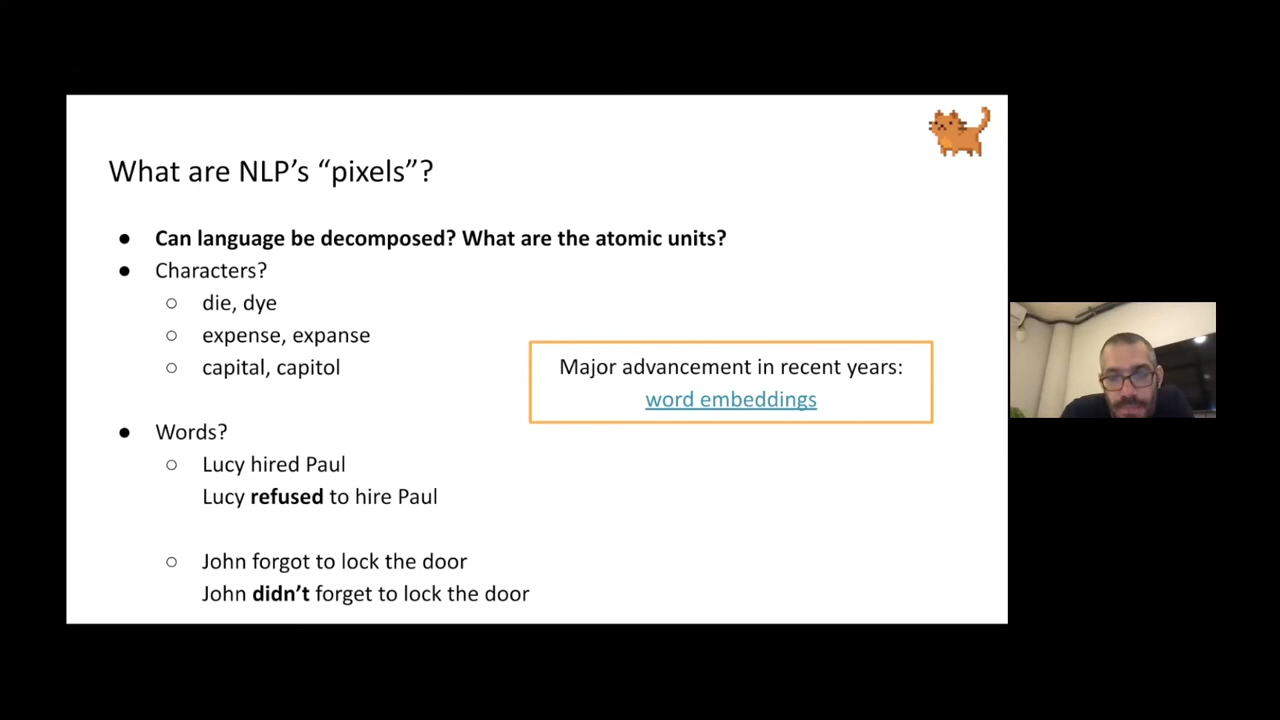 What are NLP’s “pixels”?
● Can language be decomposed? What are the atomic units?
● Characters?
○ die, dye
○ expense, expanse
○ capital, capitol
Major advancement in recent years:
word embeddings
● Words?
○ Lucy hired Paul
Lucy refused to hire Paul
○ John forgot to lock the door
John didn’t forget to lock the door